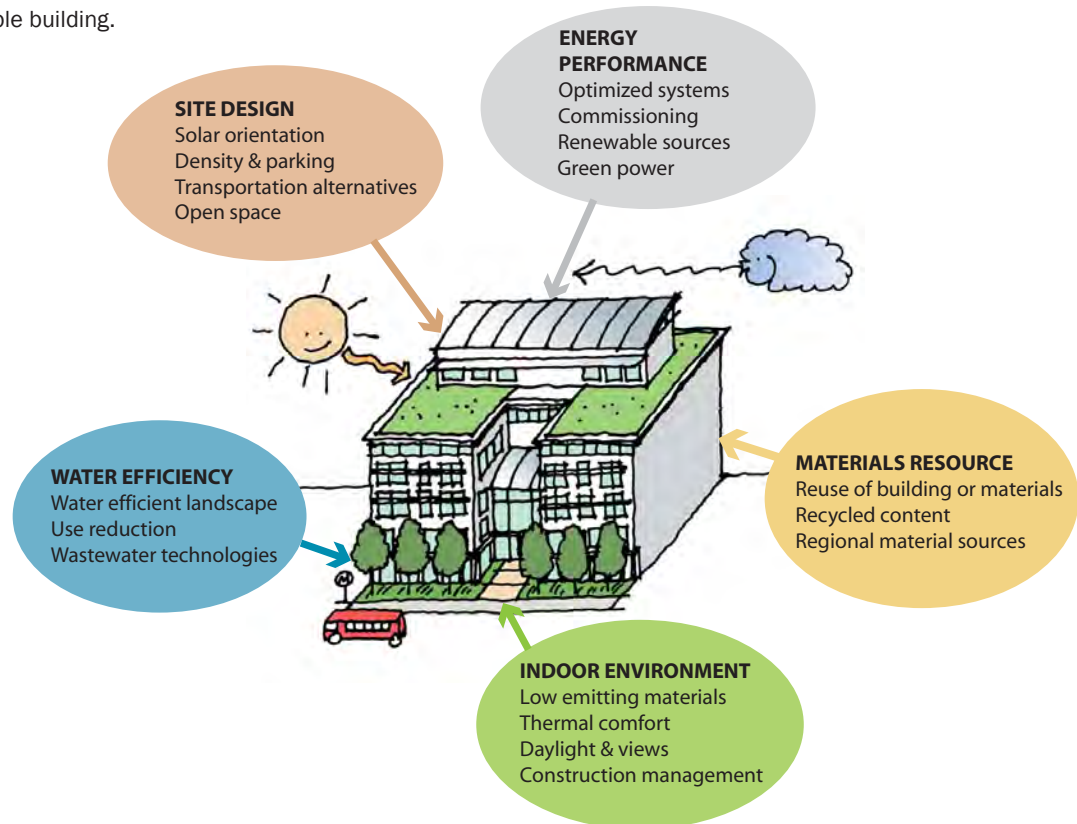 ple building.
ENERGY
PERFORMANCE
Optimized systems
Commissioning
Renewable sources
Green power
SITE DESIGN
Solar orientation
Density & parking
Transportation alternatives
Open space
WATER EFFICIENCY
Water efficient landscape
Use reduction
Wastewater technologies
MATERIALS RESOURCE
Reuse of building or materials
Recycled content
Regional material sources
M
INDOOR ENVIRONMENT
Low emitting materials
Thermal comfort
Daylight & views
Construction management